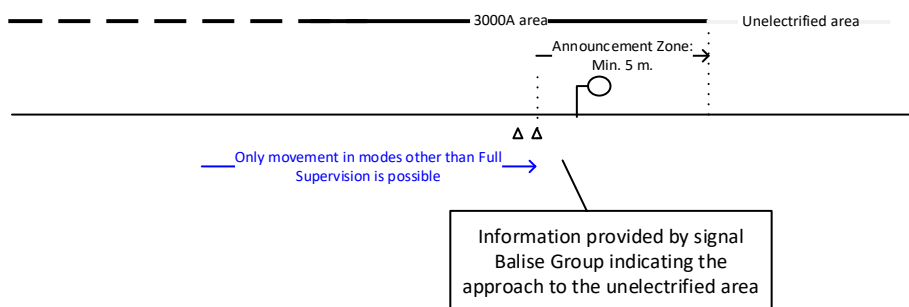 3000A area
Unelectrified area
Announcement Zone:
Min. 5 m.
Only movement in modes other than Full
Supervision is possible
Information provided by signal
Balise Group indicating the
approach to the unelectrified area